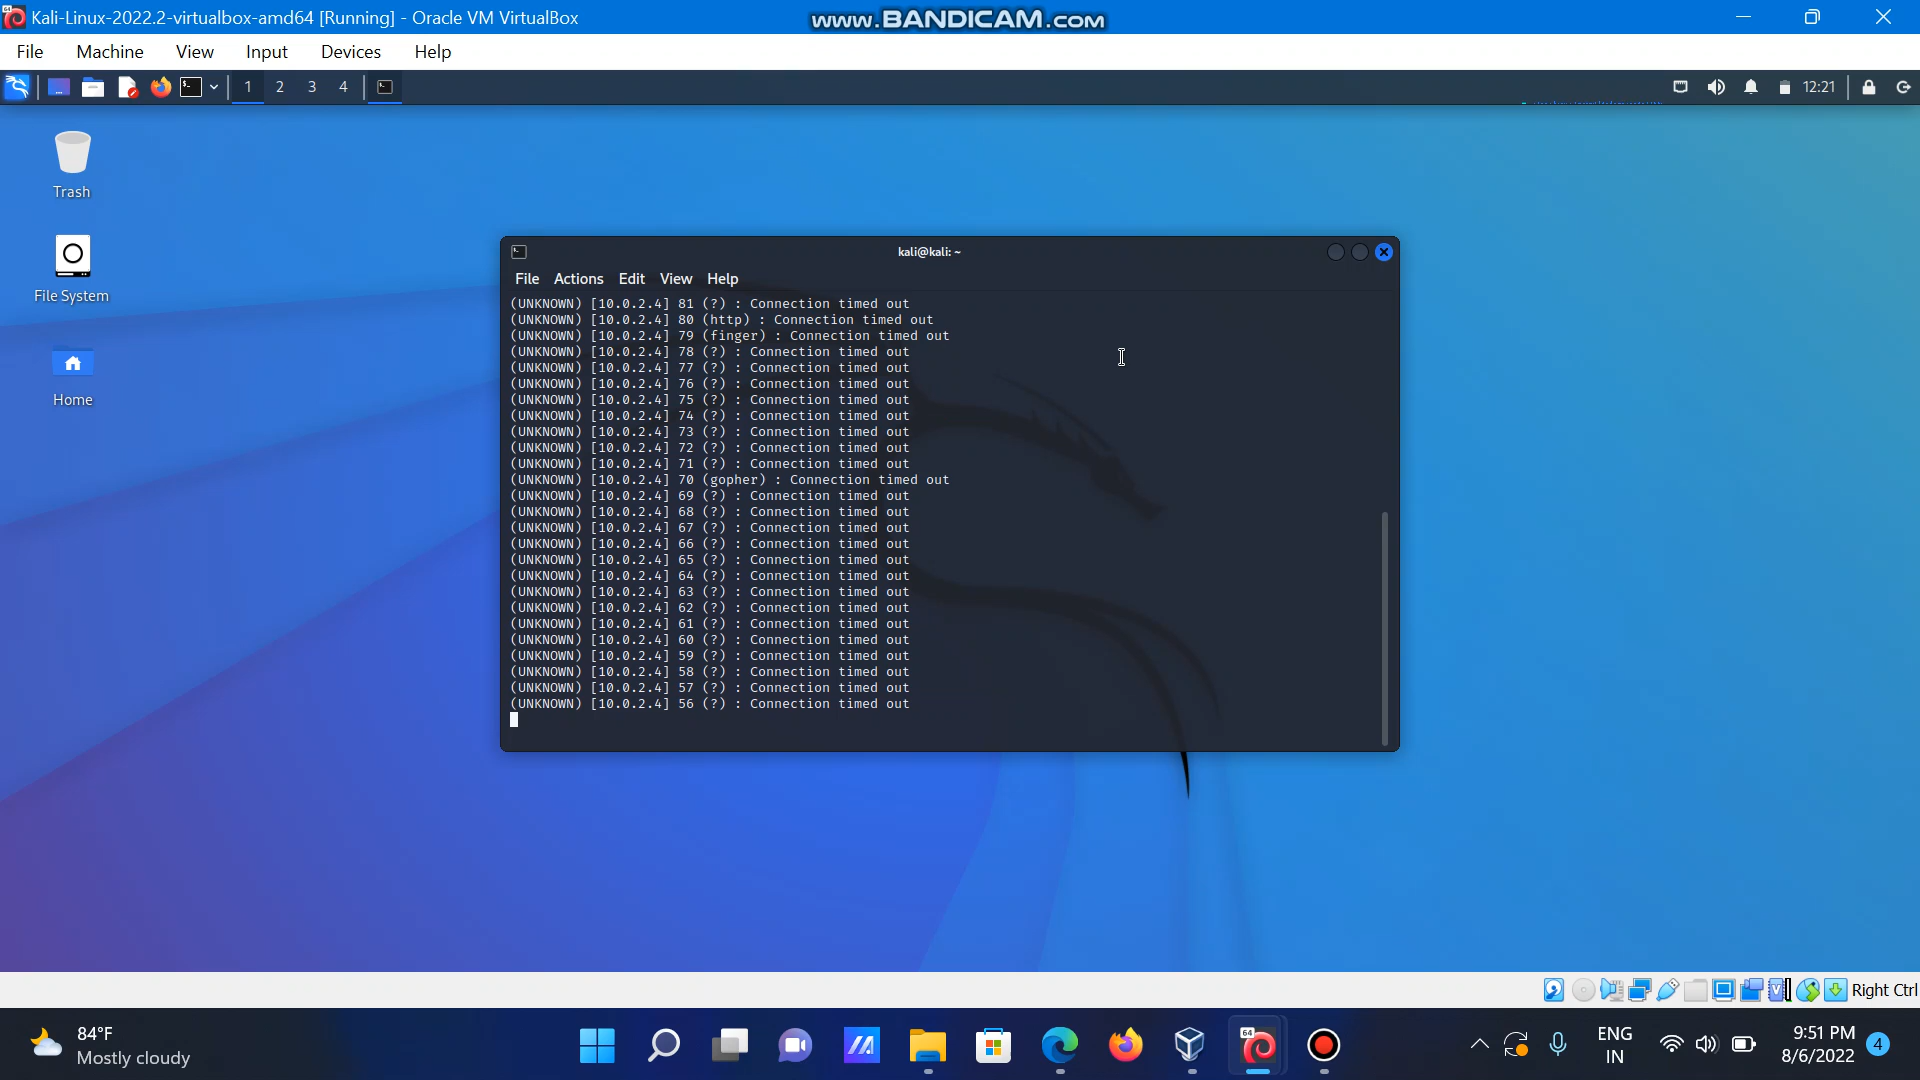 Kali-Linux-2022.2-virtualbox-amd64 [Running] - Oracle VM VirtualBox
www.BANDICAM.com
File Machine View Input Devices Help
1 2 3 4
12:21
Trash
File System
Home
kali@kali: ~
File Actions Edit View Help
(UNKNOWN) [10.0.2.4] 81 (?) : Connection timed out
(UNKNOWN) [10.0.2.4] 80 (http) : Connection timed out
(UNKNOWN) [10.0.2.4] 79 (finger) : Connection timed out
(UNKNOWN) [10.0.2.4] 78 (?) : Connection timed out
(UNKNOWN) [10.0.2.4] 77 (?) : Connection timed out
(UNKNOWN) [10.0.2.4] 76 (?) : Connection timed out
(UNKNOWN) [10.0.2.4] 75 (?) : Connection timed out
(UNKNOWN) [10.0.2.4] 74 (?) : Connection timed out
(UNKNOWN) [10.0.2.4] 73 (?) : Connection timed out
(UNKNOWN) [10.0.2.4] 72 (?) : Connection timed out
(UNKNOWN) [10.0.2.4] 71 (?) : Connection timed out
(UNKNOWN) [10.0.2.4] 70 (gopher) : Connection timed out
(UNKNOWN) [10.0.2.4] 69 (?) : Connection timed out
(UNKNOWN) [10.0.2.4] 68 (?) : Connection timed out
(UNKNOWN) [10.0.2.4] 67 (?) : Connection timed out
(UNKNOWN) [10.0.2.4] 66 (?) : Connection timed out
(UNKNOWN) [10.0.2.4] 65 (?) : Connection timed out
(UNKNOWN) [10.0.2.4] 64 (?) : Connection timed out
(UNKNOWN) [10.0.2.4] 63 (?) : Connection timed out
(UNKNOWN) [10.0.2.4] 62 (?) : Connection timed out
(UNKNOWN) [10.0.2.4] 61 (?) : Connection timed out
(UNKNOWN) [10.0.2.4] 60 (?) : Connection timed out
(UNKNOWN) [10.0.2.4] 59 (?) : Connection timed out
(UNKNOWN) [10.0.2.4] 58 (?) : Connection timed out
(UNKNOWN) [10.0.2.4] 57 (?) : Connection timed out
(UNKNOWN) [10.0.2.4] 56 (?) : Connection timed out
Right Ctrl
84°F
Mostly cloudy
64
ENG
IN
9:51 PM
8/6/2022
4